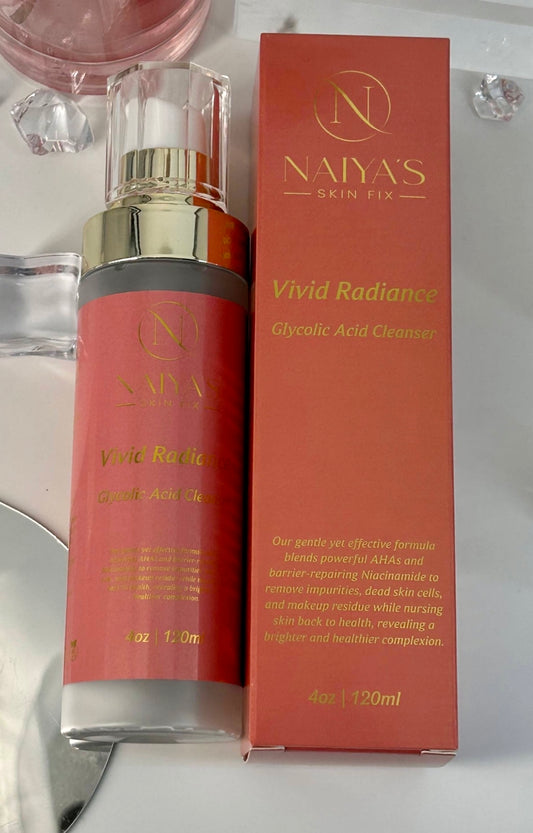 N
NAIYA'S
SKIN FIX
Vivid Radiance
Glycolic Acid Cleanser
Our gentle yet effective formula
blends powerful AHAs and
barrier-repairing Niacinamide to
remove impurities, dead skin cells,
and makeup residue while nursing
skin back to health, revealing a
brighter and healthier complexion.
4oz | 120ml
N
NAIYA'S
SKIN FIX
Vivid Radiance
Glycolic Acid
4oz | 120ml